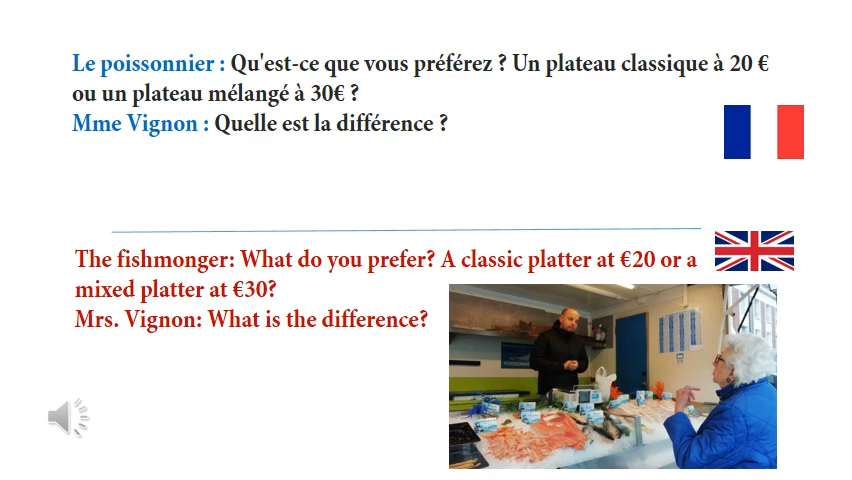 Le poissonnier : Qu'est-ce que vous préférez ? Un plateau classique à 20 €
ou un plateau mélangé à 30€ ?
Mme Vignon : Quelle est la différence ?
The fishmonger: What do you prefer? A classic platter at €20 or a
mixed platter at €30?
Mrs. Vignon: What is the difference?